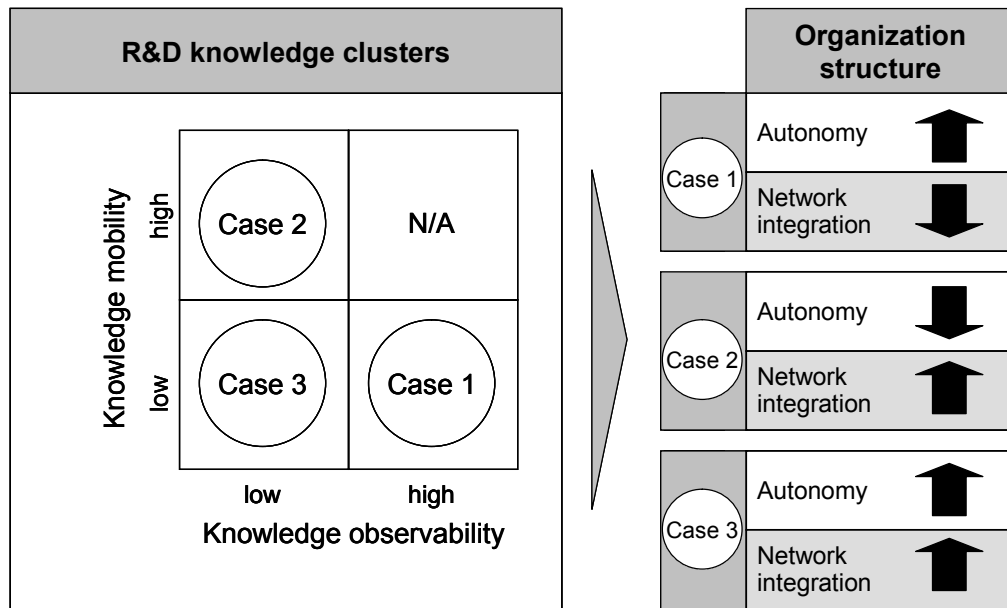 R&D knowledge clusters
Knowledge mobility
high
low
Case 2
N/A
Case 3
Case 1
low
high
Knowledge observability
Organization
structure
Case 1
Autonomy
Network
integration
Case 2
Autonomy
Network
integration
Case 3
Autonomy
Network
integration